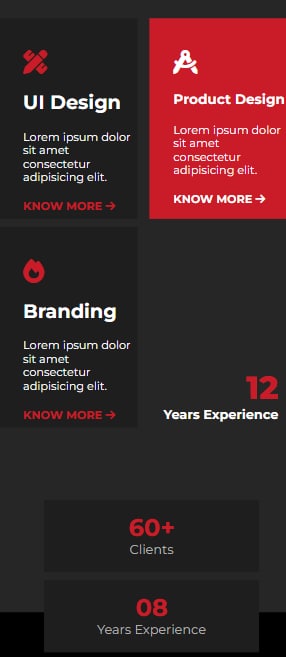 UI Design
Lorem ipsum dolor
sit amet
consectetur
adipisicing elit.
KNOW MORE →
Product Design
Lorem ipsum dolor
sit amet
consectetur
adipisicing elit.
KNOW MORE →
Branding
Lorem ipsum dolor
sit amet
consectetur
adipisicing elit.
KNOW MORE →
12
Years Experience
60+
Clients
08
Years Experience